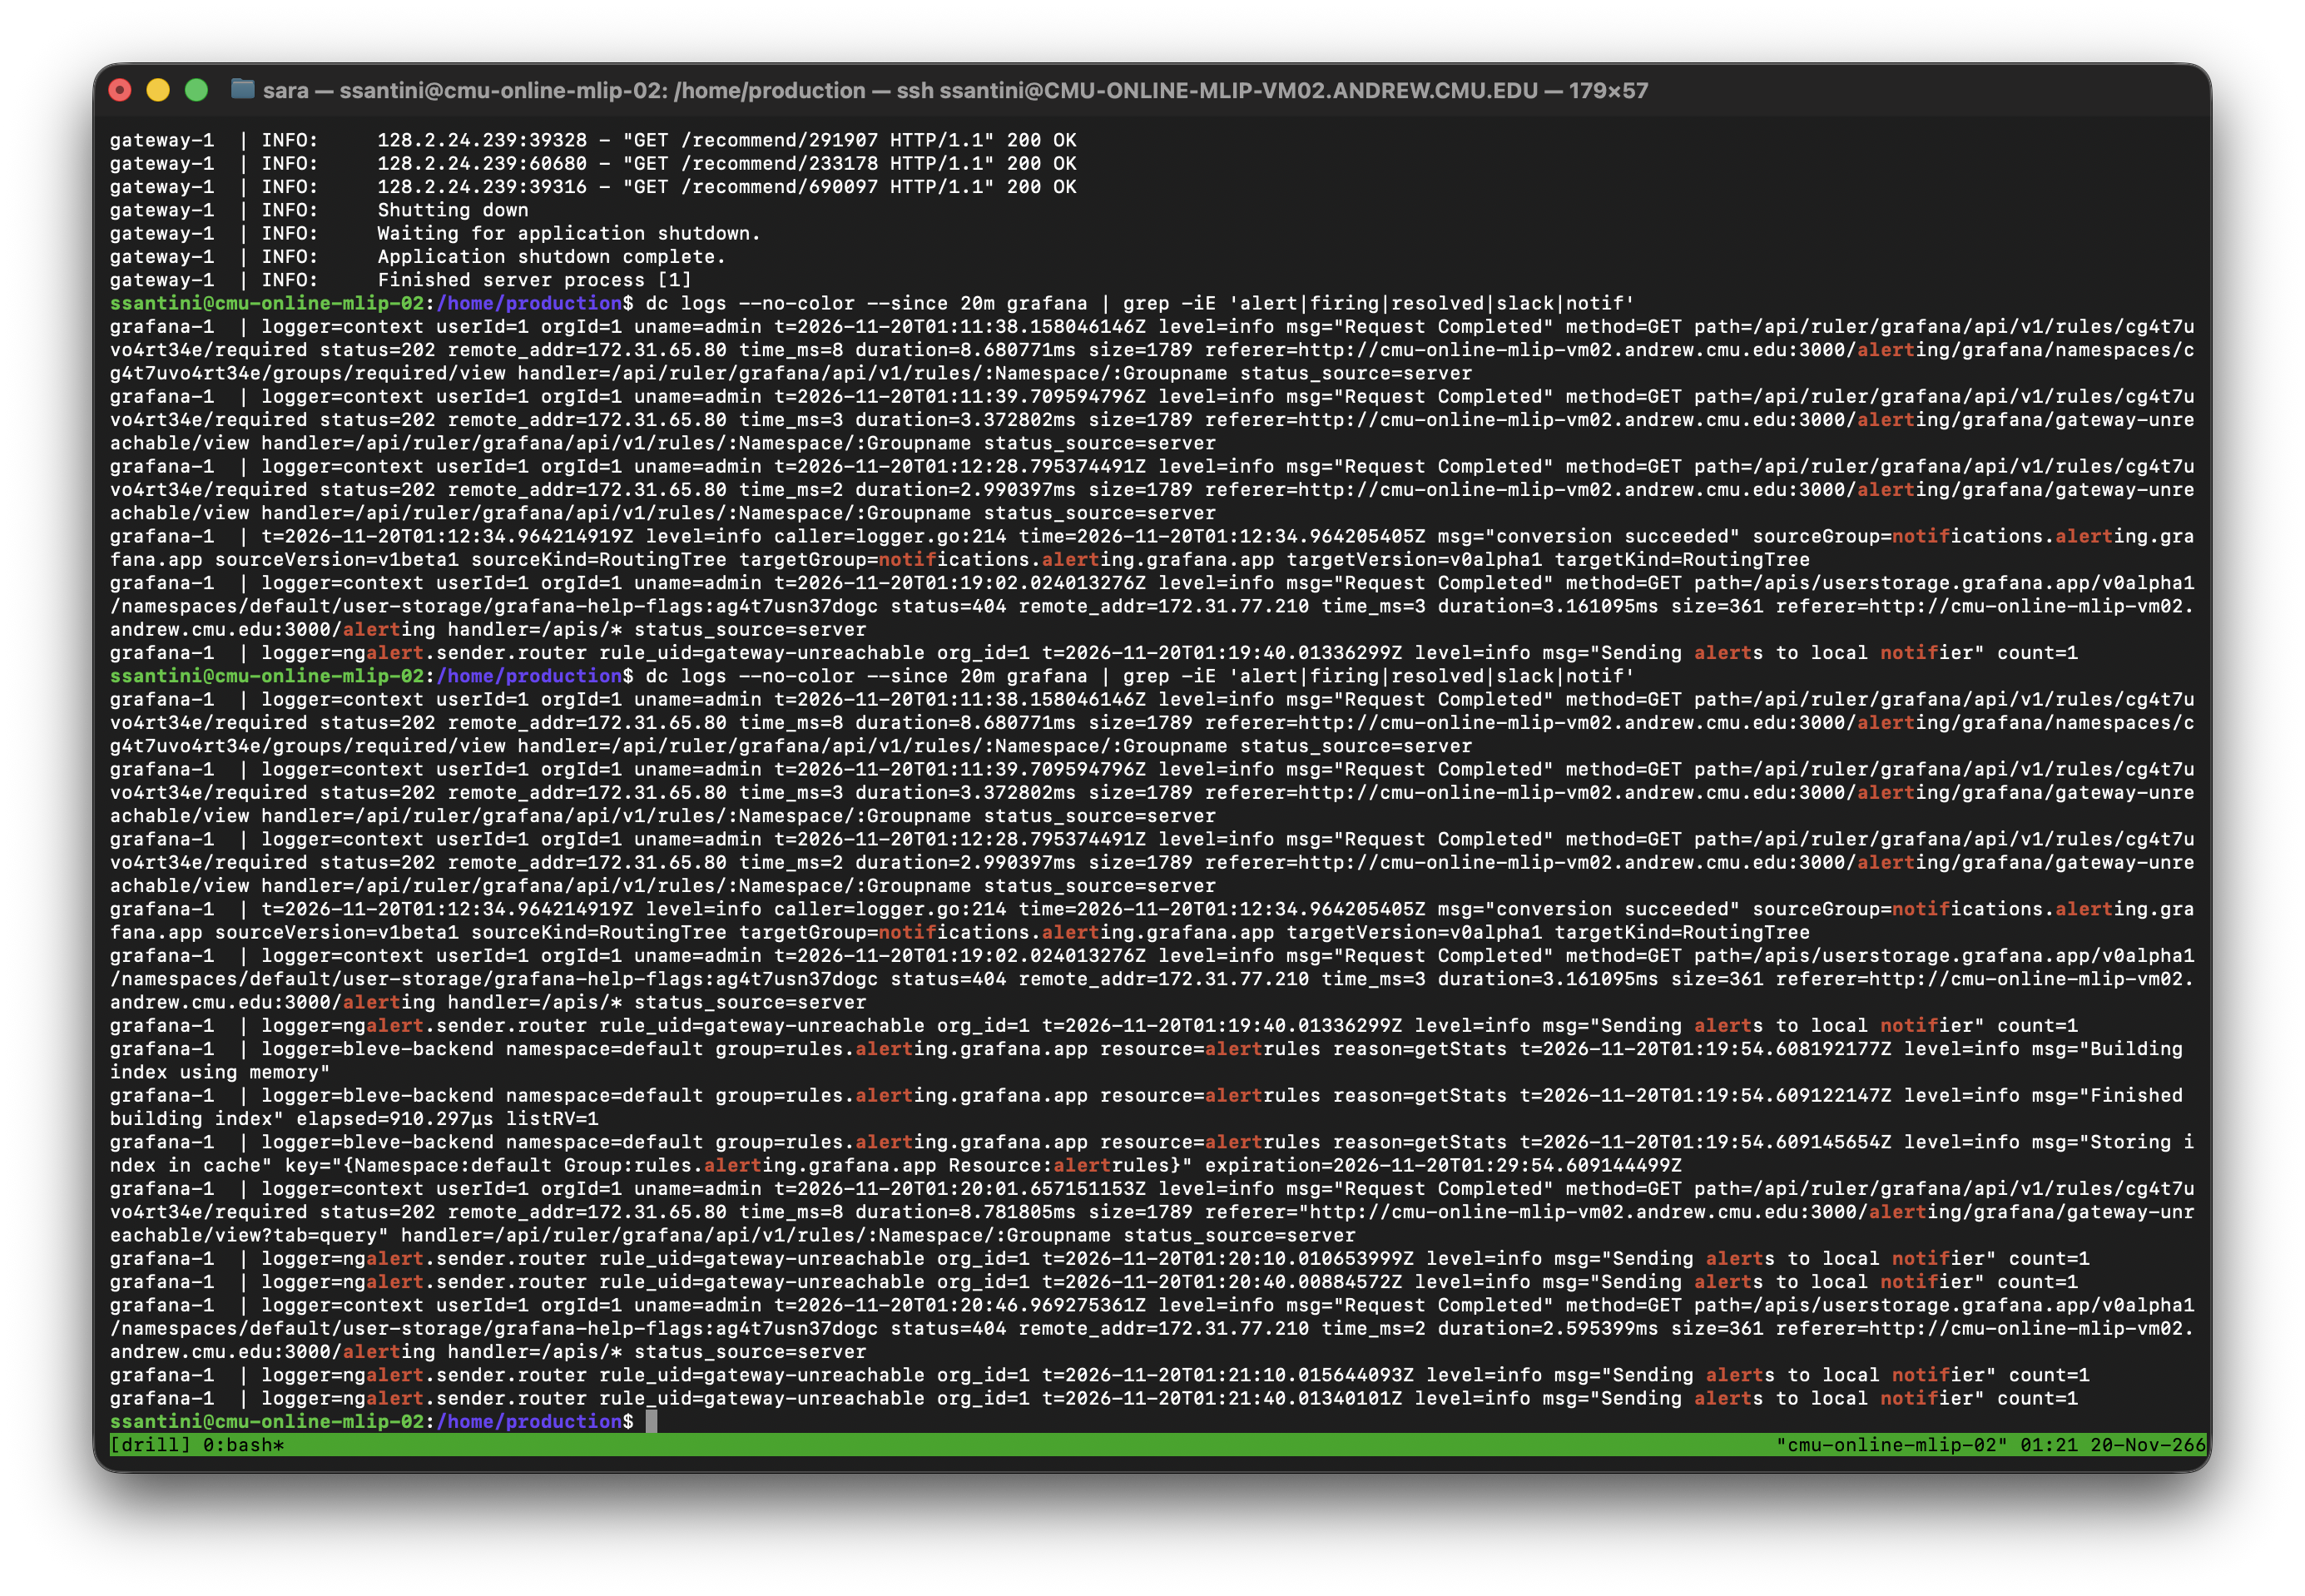 sara — ssantini@cmu-online-mlip-02: /home/production — ssh ssantini@CMU-ONLINE-MLIP-VM02.ANDREW.CMU.EDU — 179×57
gateway-1  | INFO:     128.2.24.239:39328 - "GET /recommend/291907 HTTP/1.1" 200 OK
gateway-1  | INFO:     128.2.24.239:60680 - "GET /recommend/233178 HTTP/1.1" 200 OK
gateway-1  | INFO:     128.2.24.239:39316 - "GET /recommend/690097 HTTP/1.1" 200 OK
gateway-1  | INFO:     Shutting down
gateway-1  | INFO:     Waiting for application shutdown.
gateway-1  | INFO:     Application shutdown complete.
gateway-1  | INFO:     Finished server process [1]
ssantini@cmu-online-mlip-02:/home/production$ dc logs --no-color --since 20m grafana | grep -iE 'alert|firing|resolved|slack|notif'
grafana-1  | logger=context userId=1 orgId=1 uname=admin t=2026-11-20T01:11:38.158046146Z level=info msg="Request Completed" method=GET path=/api/ruler/grafana/api/v1/rules/cg4t7u
vo4rt34e/required status=202 remote_addr=172.31.65.80 time_ms=8 duration=8.680771ms size=1789 referer=http://cmu-online-mlip-vm02.andrew.cmu.edu:3000/alerting/grafana/namespaces/c
g4t7uvo4rt34e/groups/required/view handler=/api/ruler/grafana/api/v1/rules/:Namespace/:Groupname status_source=server
grafana-1  | logger=context userId=1 orgId=1 uname=admin t=2026-11-20T01:11:39.709594796Z level=info msg="Request Completed" method=GET path=/api/ruler/grafana/api/v1/rules/cg4t7u
vo4rt34e/required status=202 remote_addr=172.31.65.80 time_ms=3 duration=3.372802ms size=1789 referer=http://cmu-online-mlip-vm02.andrew.cmu.edu:3000/alerting/grafana/gateway-unre
achable/view handler=/api/ruler/grafana/api/v1/rules/:Namespace/:Groupname status_source=server
grafana-1  | logger=context userId=1 orgId=1 uname=admin t=2026-11-20T01:12:28.795374491Z level=info msg="Request Completed" method=GET path=/api/ruler/grafana/api/v1/rules/cg4t7u
vo4rt34e/required status=202 remote_addr=172.31.65.80 time_ms=2 duration=2.990397ms size=1789 referer=http://cmu-online-mlip-vm02.andrew.cmu.edu:3000/alerting/grafana/gateway-unre
achable/view handler=/api/ruler/grafana/api/v1/rules/:Namespace/:Groupname status_source=server
grafana-1  | t=2026-11-20T01:12:34.964214919Z level=info caller=logger.go:214 time=2026-11-20T01:12:34.964205405Z msg="conversion succeeded" sourceGroup=notifications.alerting.gra
fana.app sourceVersion=v1beta1 sourceKind=RoutingTree targetGroup=notifications.alerting.grafana.app targetVersion=v0alpha1 targetKind=RoutingTree
grafana-1  | logger=context userId=1 orgId=1 uname=admin t=2026-11-20T01:19:02.024013276Z level=info msg="Request Completed" method=GET path=/apis/userstorage.grafana.app/v0alpha1
/namespaces/default/user-storage/grafana-help-flags:ag4t7usn37dogc status=404 remote_addr=172.31.77.210 time_ms=3 duration=3.161095ms size=361 referer=http://cmu-online-mlip-vm02.
andrew.cmu.edu:3000/alerting handler=/apis/* status_source=server
grafana-1  | logger=ngalert.sender.router rule_uid=gateway-unreachable org_id=1 t=2026-11-20T01:19:40.01336299Z level=info msg="Sending alerts to local notifier" count=1
ssantini@cmu-online-mlip-02:/home/production$ dc logs --no-color --since 20m grafana | grep -iE 'alert|firing|resolved|slack|notif'
grafana-1  | logger=context userId=1 orgId=1 uname=admin t=2026-11-20T01:11:38.158046146Z level=info msg="Request Completed" method=GET path=/api/ruler/grafana/api/v1/rules/cg4t7u
vo4rt34e/required status=202 remote_addr=172.31.65.80 time_ms=8 duration=8.680771ms size=1789 referer=http://cmu-online-mlip-vm02.andrew.cmu.edu:3000/alerting/grafana/namespaces/c
g4t7uvo4rt34e/groups/required/view handler=/api/ruler/grafana/api/v1/rules/:Namespace/:Groupname status_source=server
grafana-1  | logger=context userId=1 orgId=1 uname=admin t=2026-11-20T01:11:39.709594796Z level=info msg="Request Completed" method=GET path=/api/ruler/grafana/api/v1/rules/cg4t7u
vo4rt34e/required status=202 remote_addr=172.31.65.80 time_ms=3 duration=3.372802ms size=1789 referer=http://cmu-online-mlip-vm02.andrew.cmu.edu:3000/alerting/grafana/gateway-unre
achable/view handler=/api/ruler/grafana/api/v1/rules/:Namespace/:Groupname status_source=server
grafana-1  | logger=context userId=1 orgId=1 uname=admin t=2026-11-20T01:12:28.795374491Z level=info msg="Request Completed" method=GET path=/api/ruler/grafana/api/v1/rules/cg4t7u
vo4rt34e/required status=202 remote_addr=172.31.65.80 time_ms=2 duration=2.990397ms size=1789 referer=http://cmu-online-mlip-vm02.andrew.cmu.edu:3000/alerting/grafana/gateway-unre
achable/view handler=/api/ruler/grafana/api/v1/rules/:Namespace/:Groupname status_source=server
grafana-1  | t=2026-11-20T01:12:34.964214919Z level=info caller=logger.go:214 time=2026-11-20T01:12:34.964205405Z msg="conversion succeeded" sourceGroup=notifications.alerting.gra
fana.app sourceVersion=v1beta1 sourceKind=RoutingTree targetGroup=notifications.alerting.grafana.app targetVersion=v0alpha1 targetKind=RoutingTree
grafana-1  | logger=context userId=1 orgId=1 uname=admin t=2026-11-20T01:19:02.024013276Z level=info msg="Request Completed" method=GET path=/apis/userstorage.grafana.app/v0alpha1
/namespaces/default/user-storage/grafana-help-flags:ag4t7usn37dogc status=404 remote_addr=172.31.77.210 time_ms=3 duration=3.161095ms size=361 referer=http://cmu-online-mlip-vm02.
andrew.cmu.edu:3000/alerting handler=/apis/* status_source=server
grafana-1  | logger=ngalert.sender.router rule_uid=gateway-unreachable org_id=1 t=2026-11-20T01:19:40.01336299Z level=info msg="Sending alerts to local notifier" count=1
grafana-1  | logger=bleve-backend namespace=default group=rules.alerting.grafana.app resource=alertrules reason=getStats t=2026-11-20T01:19:54.608192177Z level=info msg="Building
index using memory"
grafana-1  | logger=bleve-backend namespace=default group=rules.alerting.grafana.app resource=alertrules reason=getStats t=2026-11-20T01:19:54.609122147Z level=info msg="Finished
building index" elapsed=910.297µs listRV=1
grafana-1  | logger=bleve-backend namespace=default group=rules.alerting.grafana.app resource=alertrules reason=getStats t=2026-11-20T01:19:54.609145654Z level=info msg="Storing i
ndex in cache" key="{Namespace:default Group:rules.alerting.grafana.app Resource:alertrules}" expiration=2026-11-20T01:29:54.609144499Z
grafana-1  | logger=context userId=1 orgId=1 uname=admin t=2026-11-20T01:20:01.657151153Z level=info msg="Request Completed" method=GET path=/api/ruler/grafana/api/v1/rules/cg4t7u
vo4rt34e/required status=202 remote_addr=172.31.65.80 time_ms=8 duration=8.781805ms size=1789 referer="http://cmu-online-mlip-vm02.andrew.cmu.edu:3000/alerting/grafana/gateway-unr
eachable/view?tab=query" handler=/api/ruler/grafana/api/v1/rules/:Namespace/:Groupname status_source=server
grafana-1  | logger=ngalert.sender.router rule_uid=gateway-unreachable org_id=1 t=2026-11-20T01:20:10.010653999Z level=info msg="Sending alerts to local notifier" count=1
grafana-1  | logger=ngalert.sender.router rule_uid=gateway-unreachable org_id=1 t=2026-11-20T01:20:40.00884572Z level=info msg="Sending alerts to local notifier" count=1
grafana-1  | logger=context userId=1 orgId=1 uname=admin t=2026-11-20T01:20:46.969275361Z level=info msg="Request Completed" method=GET path=/apis/userstorage.grafana.app/v0alpha1
/namespaces/default/user-storage/grafana-help-flags:ag4t7usn37dogc status=404 remote_addr=172.31.77.210 time_ms=2 duration=2.595399ms size=361 referer=http://cmu-online-mlip-vm02.
andrew.cmu.edu:3000/alerting handler=/apis/* status_source=server
grafana-1  | logger=ngalert.sender.router rule_uid=gateway-unreachable org_id=1 t=2026-11-20T01:21:10.015644093Z level=info msg="Sending alerts to local notifier" count=1
grafana-1  | logger=ngalert.sender.router rule_uid=gateway-unreachable org_id=1 t=2026-11-20T01:21:40.01340101Z level=info msg="Sending alerts to local notifier" count=1
ssantini@cmu-online-mlip-02:/home/production$
[drill] 0:bash* "cmu-online-mlip-02" 01:21 20-Nov-266